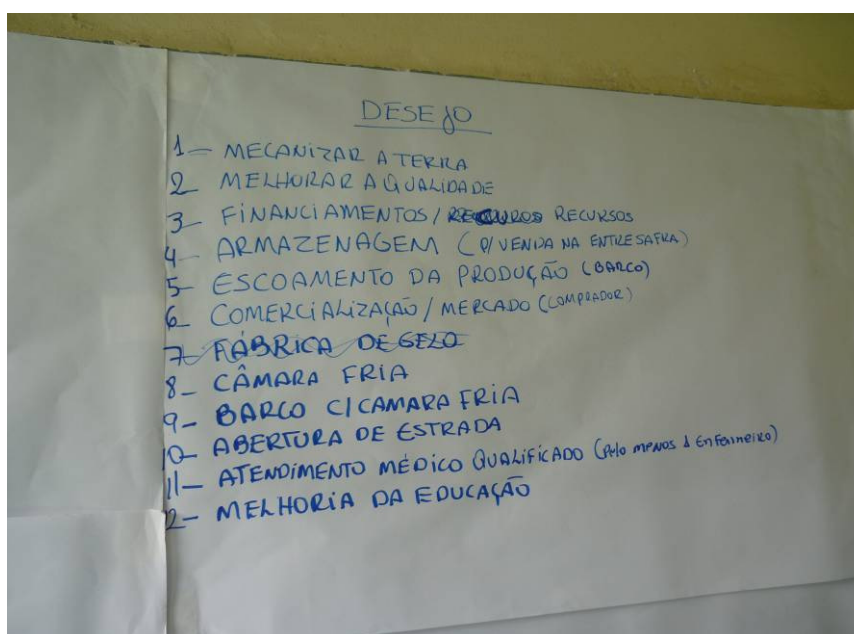 DESEJO
1- MECANIZAR A TERRA
2 MELHORAR A QUALIDADE
3- FINANCIAMENTOS/ RECURSOS RECURSOS
4- ARMAZENAGEM (P/VENDA NA ENTRESAFRA)
5- ESCOAMENTO DA PRODUÇÃO (BARCO)
6- COMERCIALIZAÇÃO/MERCADO (COMPRADOR)
7- FÁBRICA DE GELO
8- CÂMARA FRIA
9- BARCO C/CAMARA FRIA
10- ABERTURA DE ESTRADA
11- ATENDIMENTO MÉDICO QUALIFICADO (Pelo menos 1 Enfermeiro)
12- MELHORIA DA EDUCAÇÃO